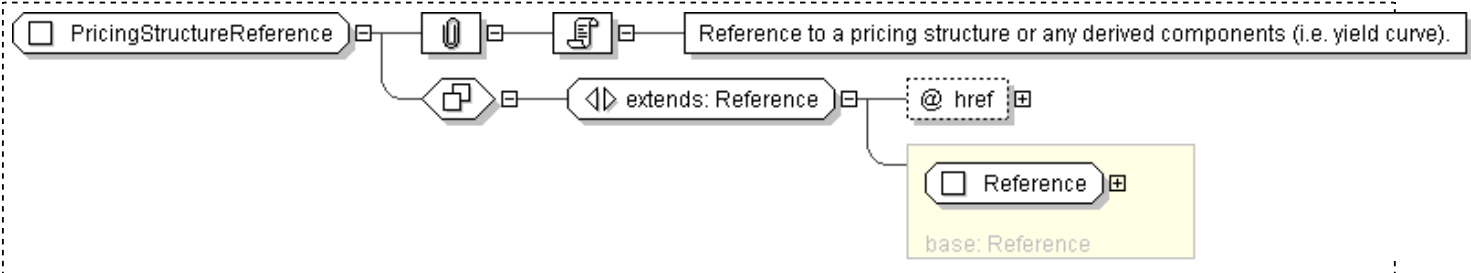 PricingStructureReference
Reference to a pricing structure or any derived components (i.e. yield curve).
extends: Reference
@ href
Reference
base: Reference